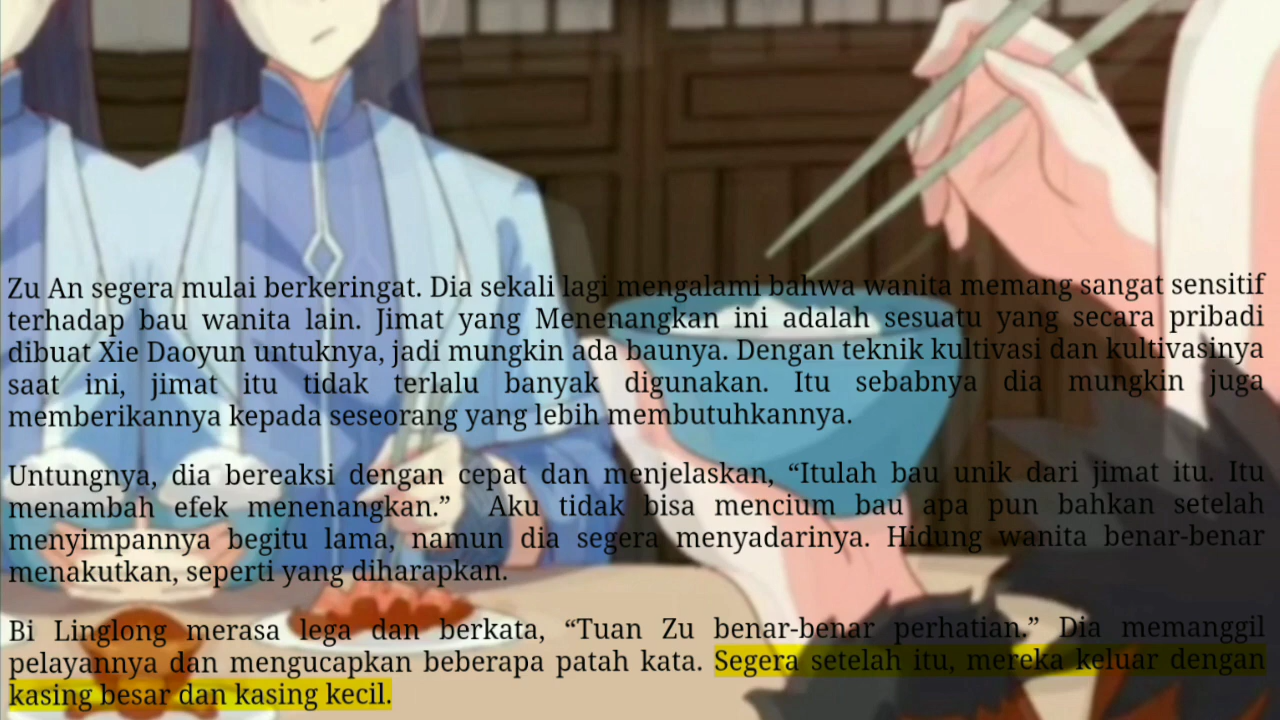 Zu An segera mulai berkeringat. Dia sekali lagi mengalami bahwa wanita memang sangat sensitif
terhadap bau wanita lain. Jimat yang Menenangkan ini adalah sesuatu yang secara pribadi
dibuat Xie Daoyun untuknya, jadi mungkin ada baunya. Dengan teknik kultivasi dan kultivasinya
saat ini, jimat itu tidak terlalu banyak digunakan. Itu sebabnya dia mungkin juga
memberikannya kepada seseorang yang lebih membutuhkannya.
Untungnya, dia bereaksi dengan cepat dan menjelaskan, “Itulah bau unik dari jimat itu. Itu
menambah efek menenangkan.” Aku tidak bisa mencium bau apa pun bahkan setelah
menyimpannya begitu lama, namun dia segera menyadarinya. Hidung wanita benar-benar
menakutkan, seperti yang diharapkan.
Bi Linglong merasa lega dan berkata, “Tuan Zu benar-benar perhatian.” Dia memanggil
pelayannya dan mengucapkan beberapa patah kata. Segera setelah itu, mereka keluar dengan
kasing besar dan kasing kecil.